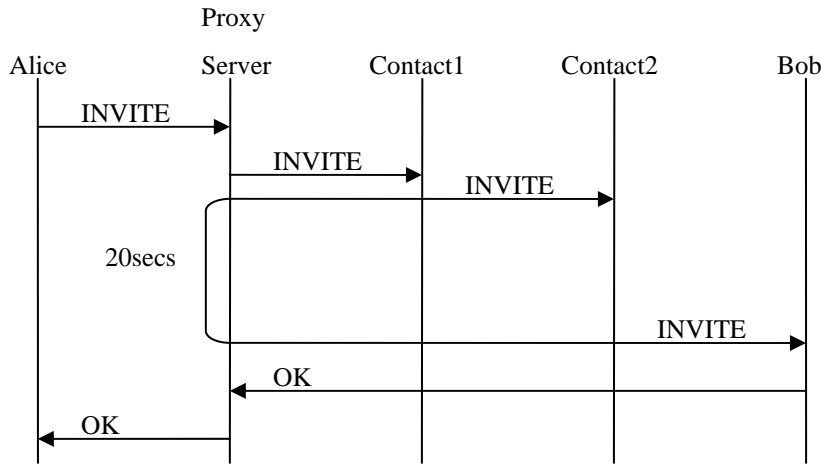 Proxy
Alice Server Contact1 Contact2 Bob
INVITE
INVITE
INVITE
20secs
INVITE
OK
OK